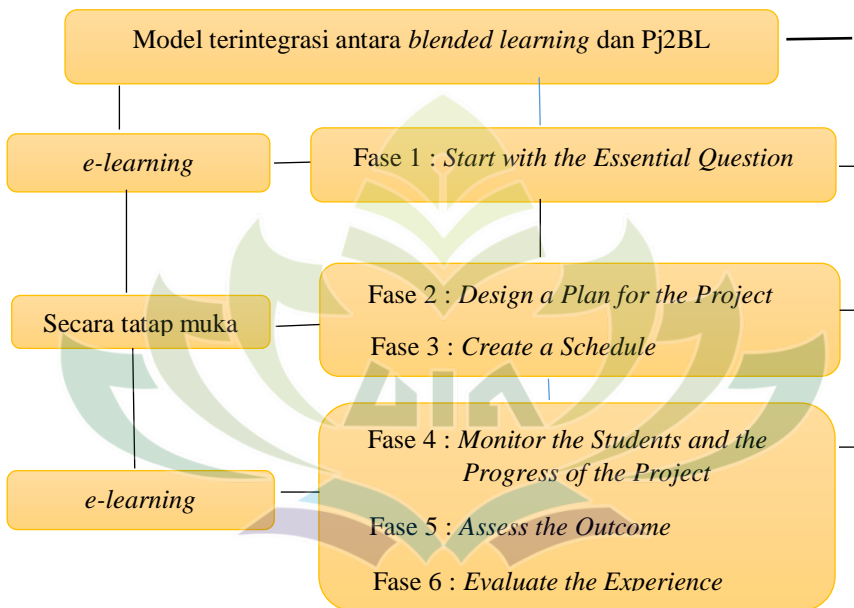 Model terintegrasi antara blended learning dan Pj2BL
e-learning
Fase 1 : Start with the Essential Question
Secara tatap muka
Fase 2 : Design a Plan for the Project
Fase 3 : Create a Schedule
e-learning
Fase 4 : Monitor the Students and the
Progress of the Project
Fase 5 : Assess the Outcome
Fase 6 : Evaluate the Experience